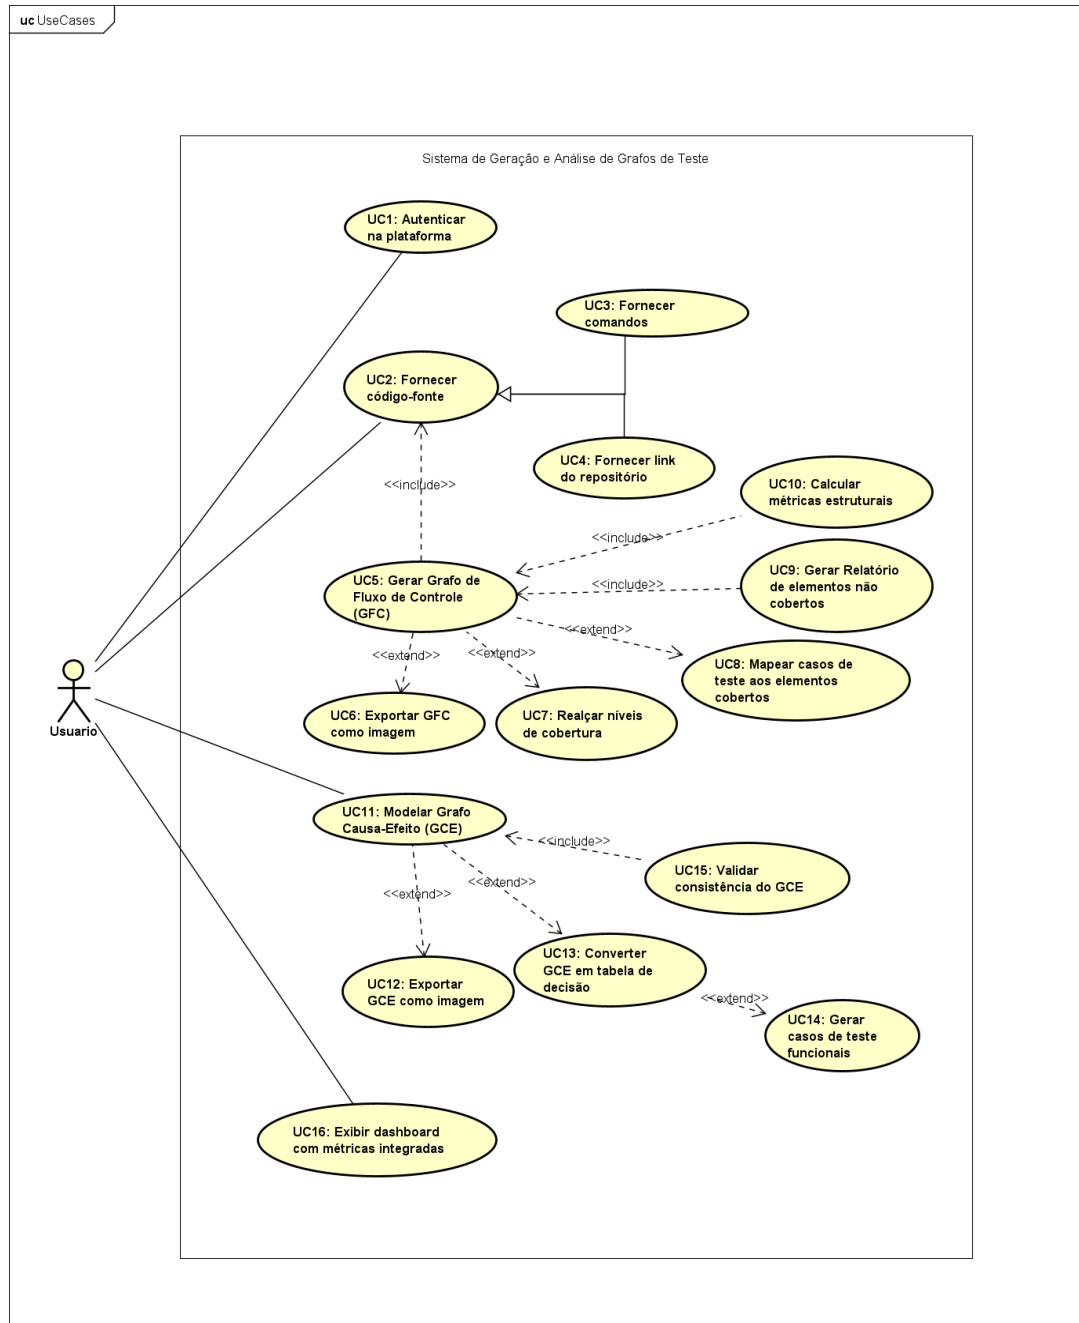 uc UseCases
Sistema de Geração e Análise de Grafos de Teste
UC1: Autenticar
na plataforma
UC3: Fornecer
comandos
UC2: Fornecer
código-fonte
UC4: Fornecer link
do repositório
<<include>>
UC10: Calcular
métricas estruturais
<<include>>
UC9: Gerar Relatório
de elementos não
cobertos
<<include>>
UC5: Gerar Grafo de
Fluxo de Controle
(GFC)
<<extend>>
<<extend>>
<<extend>>
UC8: Mapear casos de
teste aos elementos
cobertos
UC6: Exportar GFC
como imagem
UC7: Realçar níveis
de cobertura
Usuario
UC11: Modelar Grafo
Causa-Efeito (GCE)
<<include>>
UC15: Validar
consistência do GCE
<<extend>>
<<extend>>
UC13: Converter
GCE em tabela de
decisão
UC12: Exportar
GCE como imagem
<<extend>>
UC14: Gerar
casos de teste
funcionais
UC16: Exibir dashboard
com métricas integradas